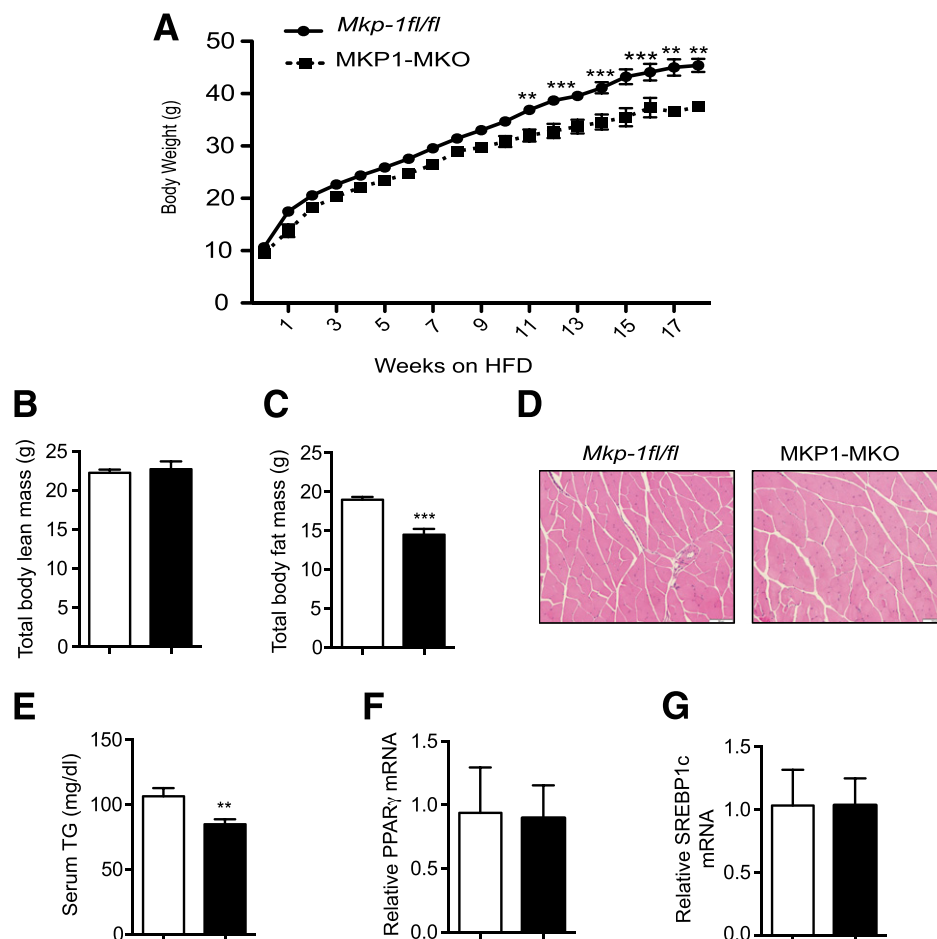 A
Mkp-1fl/fl
MKP1-MKO
50
40
30
20
10
0
Body Weight (g)
** *** *** *** ** **
1 3 5 7 9 11 13 15 17
Weeks on HFD
B
Total body lean mass (g)
25
20
15
10
5
0
C
Total body fat mass (g)
25
20
15
10
5
0
***
D
Mkp-1fl/fl
MKP1-MKO
E
Serum TG (mg/dl)
150
100
50
0
**
F
Relative PPARγ mRNA
1.5
1.0
0.5
0.0
G
Relative SREBP1c
mRNA
1.5
1.0
0.5
0.0